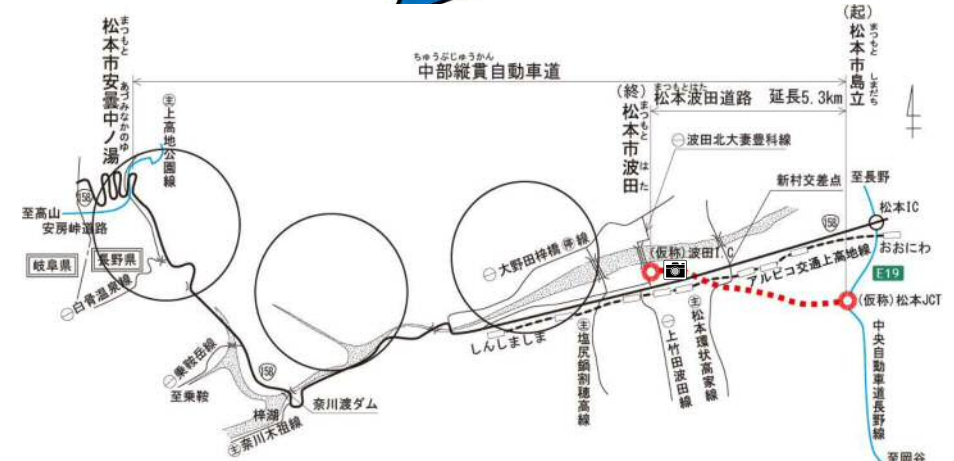 (起)
松本市島立
まつもと しまだち
ちゅうぶじゅうかん
中部縦貫自動車道
まつもとはた
(終)
松本波田道路 延長5.3km
松本市波田
まつもと はた
松本市安曇中ノ湯
まつもと あづみなかのゆ
主上高地公園線
一波田北大妻豊科線
新村交差点
至長野
松本IC
158
158
至高山
安房峠道路
岐阜県
長野県
一白骨温泉線
一大野田梓橋停線
(仮称)波田I.C
アルピコ交通上高地線
おおにわ
E19
(仮称)松本JCT
しんしましま
主塩尻鍋割穂高線
一上竹田波田線
主松本環状高家線
中央自動車道長野線
一乗鞍岳線
至乗鞍
158
梓湖
奈川渡ダム
主奈川木祖線
至岡谷